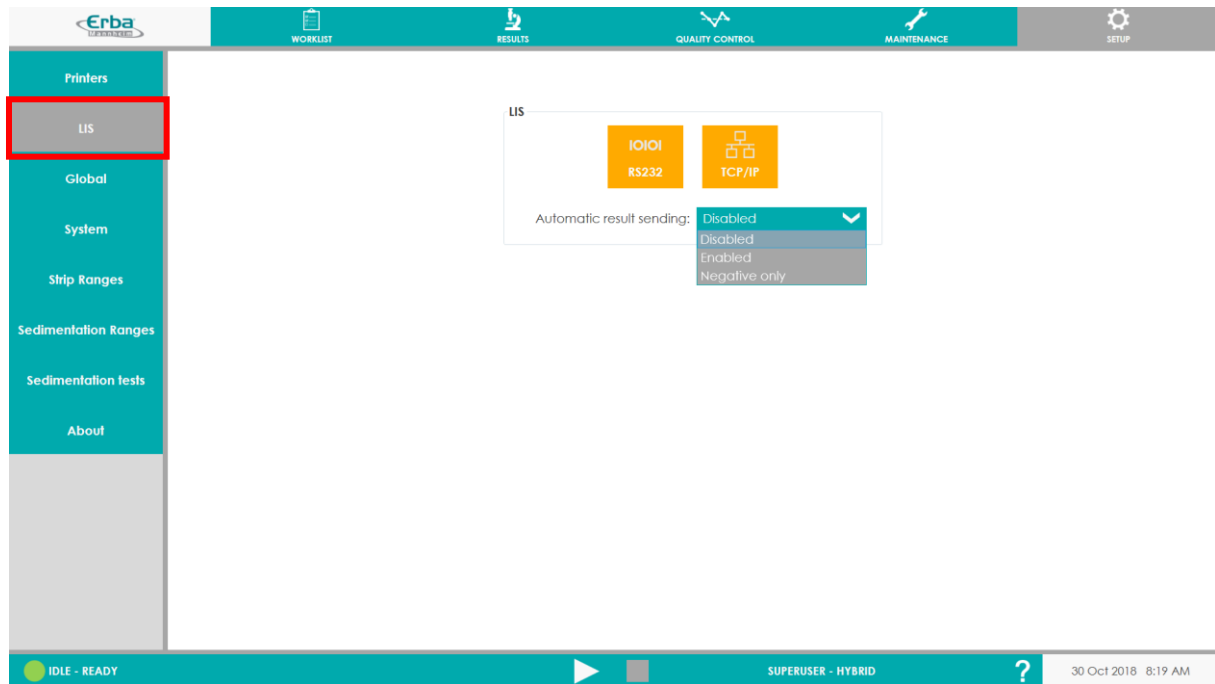 Erba
Mannheim
WORKLIST
RESULTS
QUALITY CONTROL
MAINTENANCE
SETUP
Printers
LIS
Global
System
Strip Ranges
Sedimentation Ranges
Sedimentation tests
About
LIS
IOIOI
RS232
TCP/IP
Automatic result sending: Disabled
Disabled
Enabled
Negative only
IDLE - READY
SUPERUSER - HYBRID
?
30 Oct 2018 8:19 AM